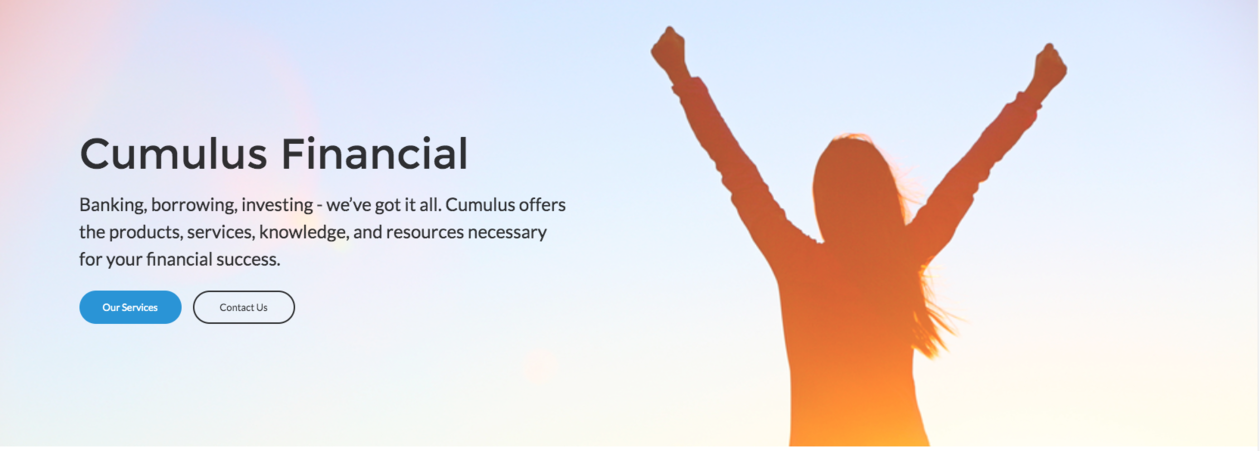 Cumulus Financial
Banking, borrowing, investing - we've got it all. Cumulus offers
the products, services, knowledge, and resources necessary
for your financial success.
Our Services
Contact Us